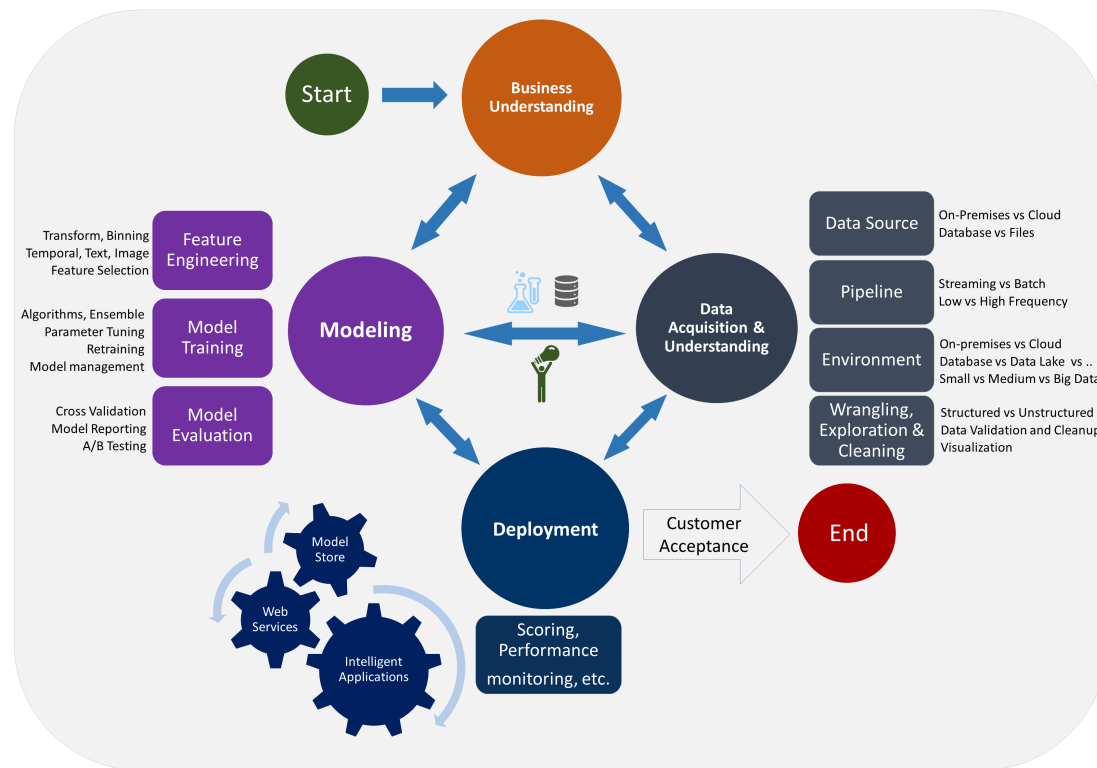 Start
Business
Understanding
Feature
Engineering
Transform, Binning
Temporal, Text, Image
Feature Selection
Model
Training
Algorithms, Ensemble
Parameter Tuning
Retraining
Model management
Model
Evaluation
Cross Validation
Model Reporting
A/B Testing
Modeling
Data
Acquisition &
Understanding
Data Source
On-Premises vs Cloud
Database vs Files
Pipeline
Streaming vs Batch
Low vs High Frequency
Environment
On-premises vs Cloud
Database vs Data Lake vs ..
Small vs Medium vs Big Data
Wrangling,
Exploration &
Cleaning
Structured vs Unstructured
Data Validation and Cleanup
Visualization
Deployment
Customer
Acceptance
End
Scoring,
Performance
monitoring, etc.
Model
Store
Web
Services
Intelligent
Applications